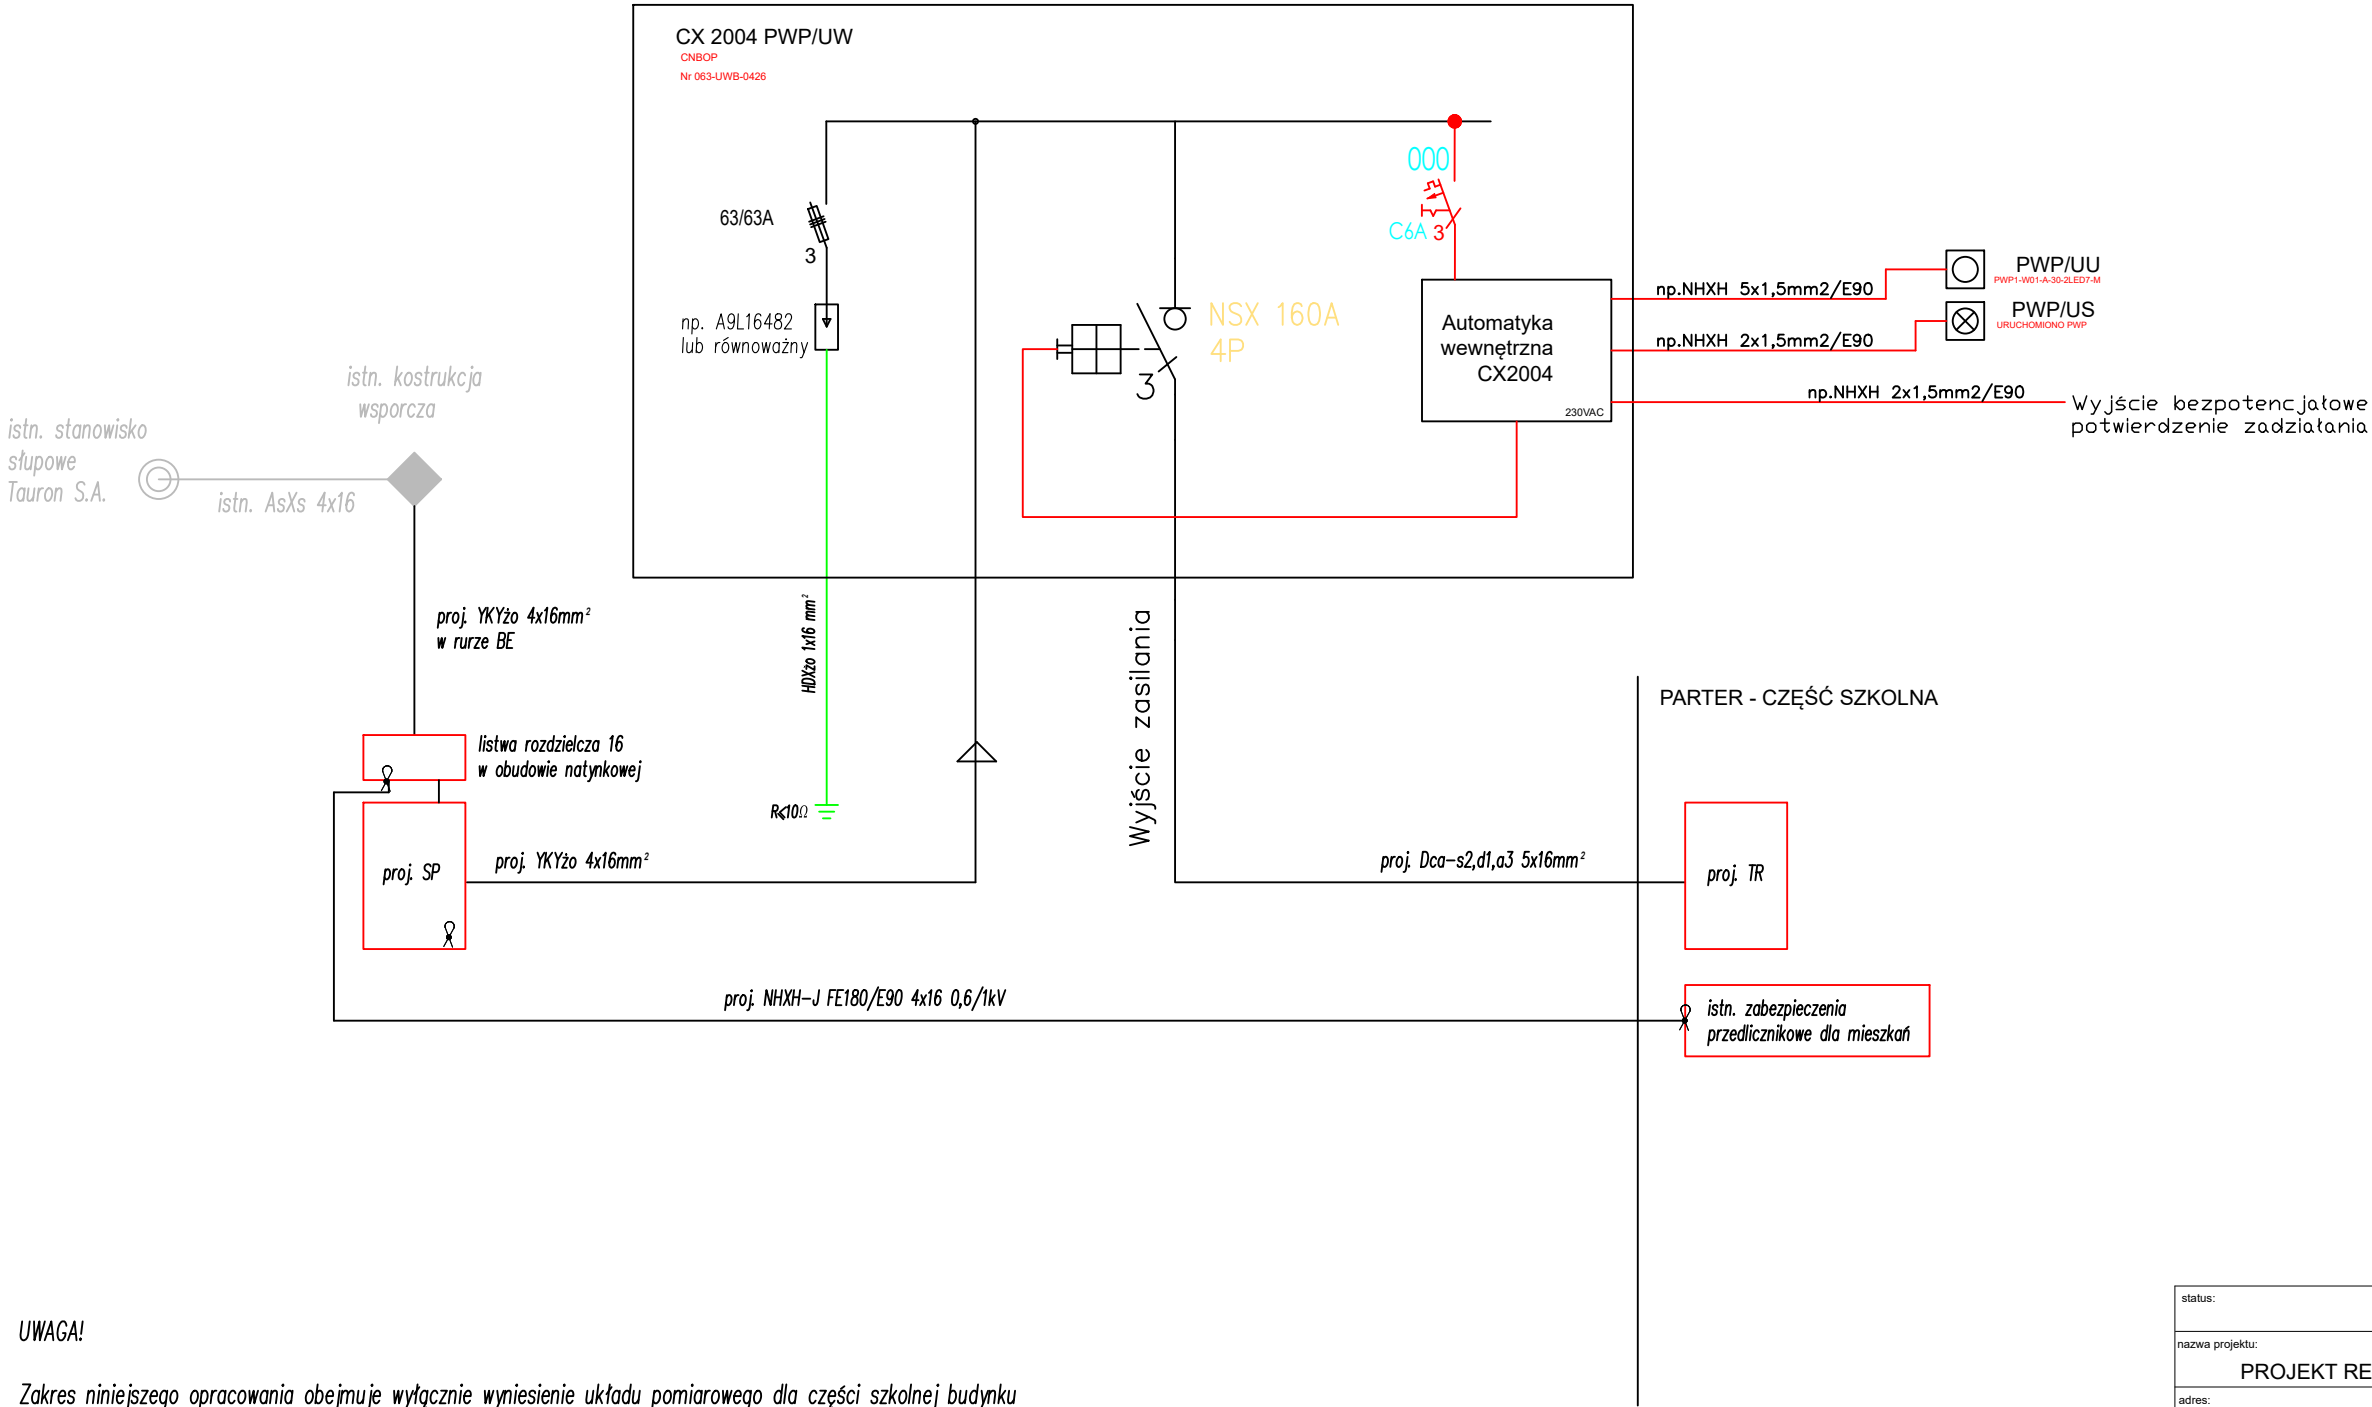 CX 2004 PWP/UW
CNBOP
Nr 063-UWB-0426
000
C6A 3
63/63A
3
np. A9L16482
lub równoważny
NSX 160A
4P
3
Automatyka
wewnętrzna
CX2004
230VAC
np.NHXH 5x1,5mm2/E90
PWP/UU
PWP1-W01-A-30-2LED7-M
np.NHXH 2x1,5mm2/E90
PWP/US
URUCHOMIONO PWP
np.NHXH 2x1,5mm2/E90
Wyjście bezpotencjałowe
potwierdzenie zadziałania
istn. kostrukcja
wsporcza
istn. stanowisko
słupowe
Tauron S.A.
istn. AsXs 4x16
proj. YKYżo 4x16mm²
w rurze BE
HDXżo 1x16 mm²
Wyjście zasilania
PARTER - CZĘŚĆ SZKOLNA
listwa rozdzielcza 16
w obudowie natynkowej
R≤10Ω
proj. SP
proj. YKYżo 4x16mm²
proj. Dca-s2,d1,a3 5x16mm²
proj. TR
proj. NHXH-J FE180/E90 4x16 0,6/1kV
istn. zabezpieczenia
przedlicznikowe dla mieszkań
UWAGA!
Zakres niniejszego opracowania obejmuje wyłącznie wyniesienie układu pomiarowego dla części szkolnej budynku
status:
nazwa projektu:
PROJEKT RE
adres: